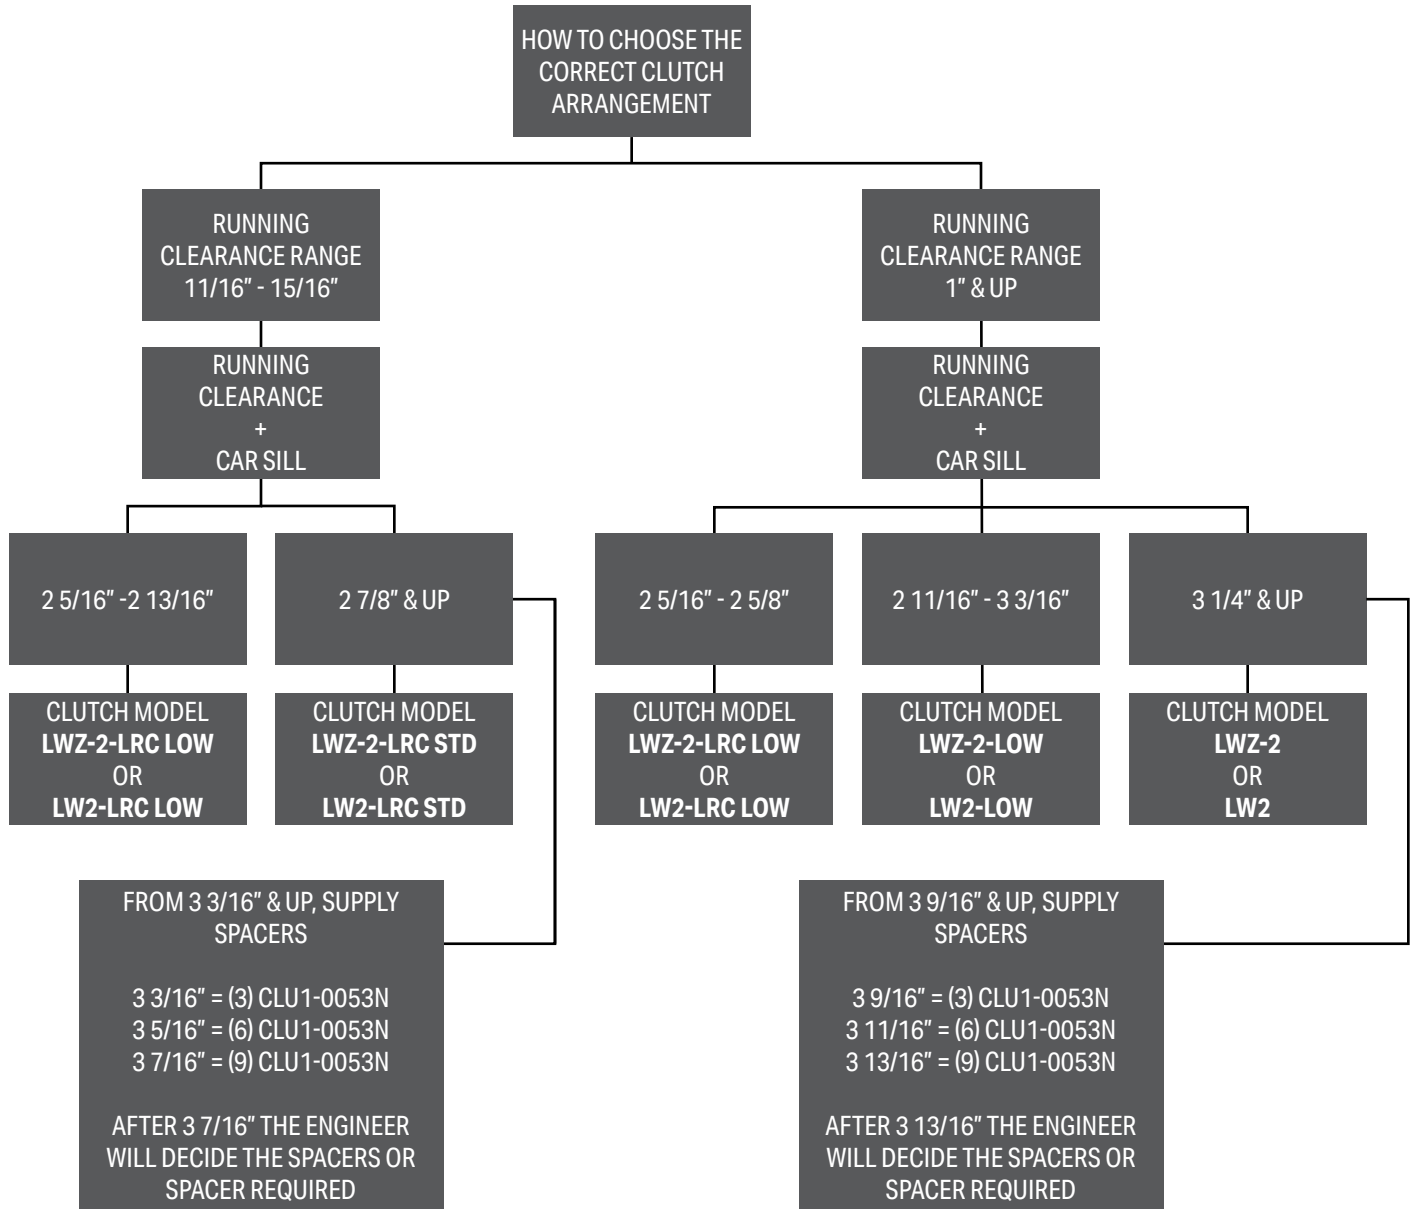 HOW TO CHOOSE THE
CORRECT CLUTCH
ARRANGEMENT
RUNNING
CLEARANCE RANGE
11/16" - 15/16"
RUNNING
CLEARANCE RANGE
1" & UP
RUNNING
CLEARANCE
+
CAR SILL
RUNNING
CLEARANCE
+
CAR SILL
2 5/16" -2 13/16"
2 7/8" & UP
2 5/16" - 2 5/8"
2 11/16" - 3 3/16"
3 1/4" & UP
CLUTCH MODEL
LWZ-2-LRC LOW
OR
LW2-LRC LOW
CLUTCH MODEL
LWZ-2-LRC STD
OR
LW2-LRC STD
CLUTCH MODEL
LWZ-2-LRC LOW
OR
LW2-LRC LOW
CLUTCH MODEL
LWZ-2-LOW
OR
LW2-LOW
CLUTCH MODEL
LWZ-2
OR
LW2
FROM 3 3/16" & UP, SUPPLY
SPACERS
3 3/16" = (3) CLU1-0053N
3 5/16" = (6) CLU1-0053N
3 7/16" = (9) CLU1-0053N
AFTER 3 7/16" THE ENGINEER
WILL DECIDE THE SPACERS OR
SPACER REQUIRED
FROM 3 9/16" & UP, SUPPLY
SPACERS
3 9/16" = (3) CLU1-0053N
3 11/16" = (6) CLU1-0053N
3 13/16" = (9) CLU1-0053N
AFTER 3 13/16" THE ENGINEER
WILL DECIDE THE SPACERS OR
SPACER REQUIRED